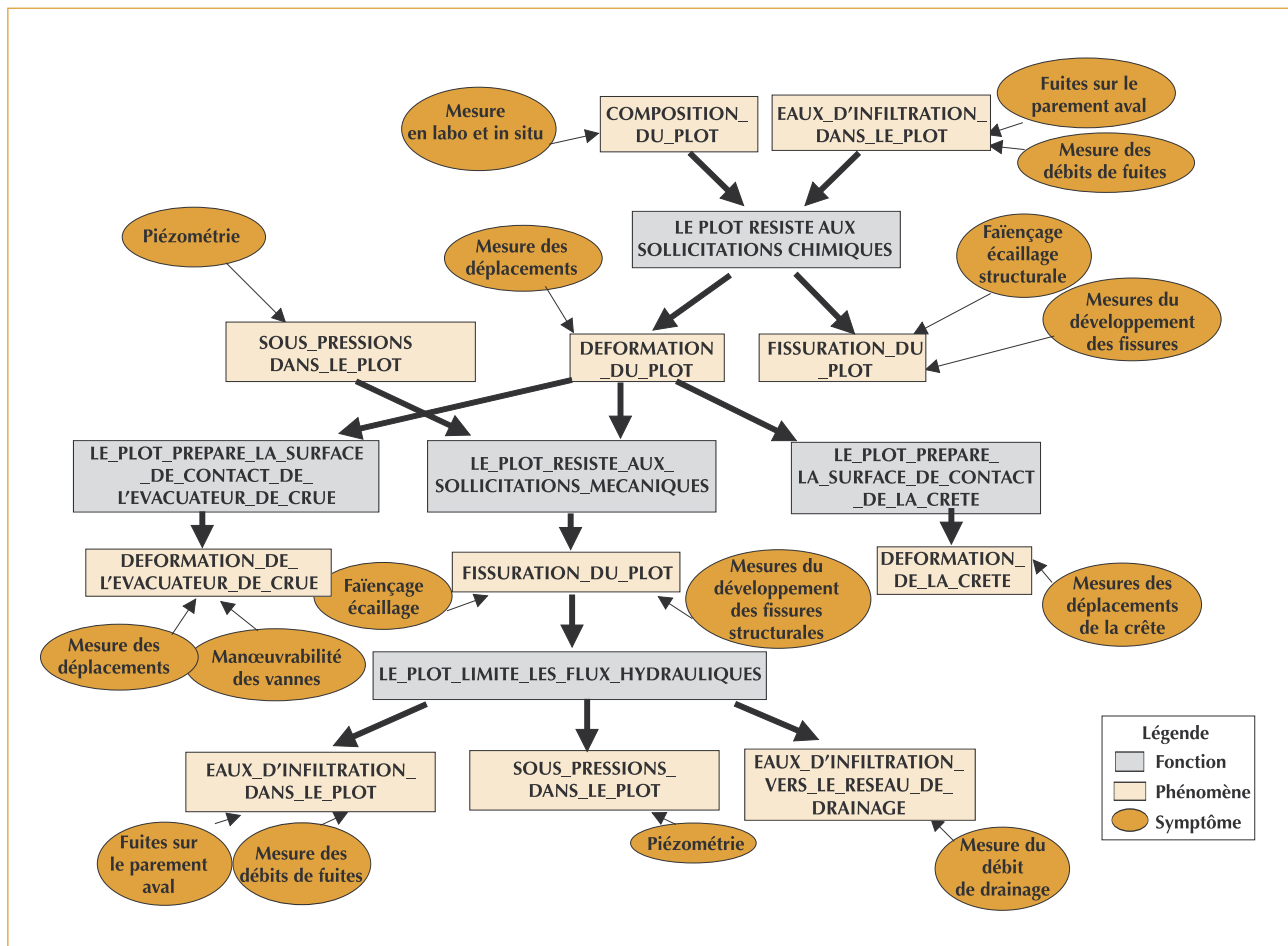 Mesure
en labo et in situ
COMPOSITION_
DU_PLOT
EAUX_D'INFILTRATION_
DANS_LE_PLOT
Fuites sur le
parement aval
Mesure des
débits de fuites
LE PLOT RESISTE AUX
SOLLICITATIONS CHIMIQUES
Piézométrie
Mesure des
déplacements
Faïençage
écaillage
structurale
Mesures du
développement
des fissures
SOUS_PRESSIONS
DANS_LE_PLOT
DEFORMATION
_DU_PLOT
FISSURATION_DU
_PLOT
LE_PLOT_PREPARE_LA_SURFACE
_DE_CONTACT_DE_
L'EVACUATEUR_DE_CRUE
LE_PLOT_RESISTE_AUX_
SOLLICITATIONS_MECANIQUES
LE_PLOT_PREPARE_
LA_SURFACE_DE_CONTACT
_DE_LA_CRETE
DEFORMATION_DE_
L'EVACUATEUR_DE_CRUE
Faïençage
écaillage
FISSURATION_DU_PLOT
Mesures du
développement
des fissures
structurales
DEFORMATION_
DE_LA_CRETE
Mesures des
déplacements
de la crête
Mesure des
déplacements
Manœuvrabilité
des vannes
LE_PLOT_LIMITE_LES_FLUX_HYDRAULIQUES
EAUX_D'INFILTRATION_
DANS_LE_PLOT
SOUS_PRESSIONS_
DANS_LE_PLOT
EAUX_D'INFILTRATION_
VERS_LE_RESEAU_DE_
DRAINAGE
Fuites sur
le parement
aval
Mesure des
débits de fuites
Piézométrie
Mesure du
débit
de drainage
Légende
Fonction
Phénomène
Symptôme